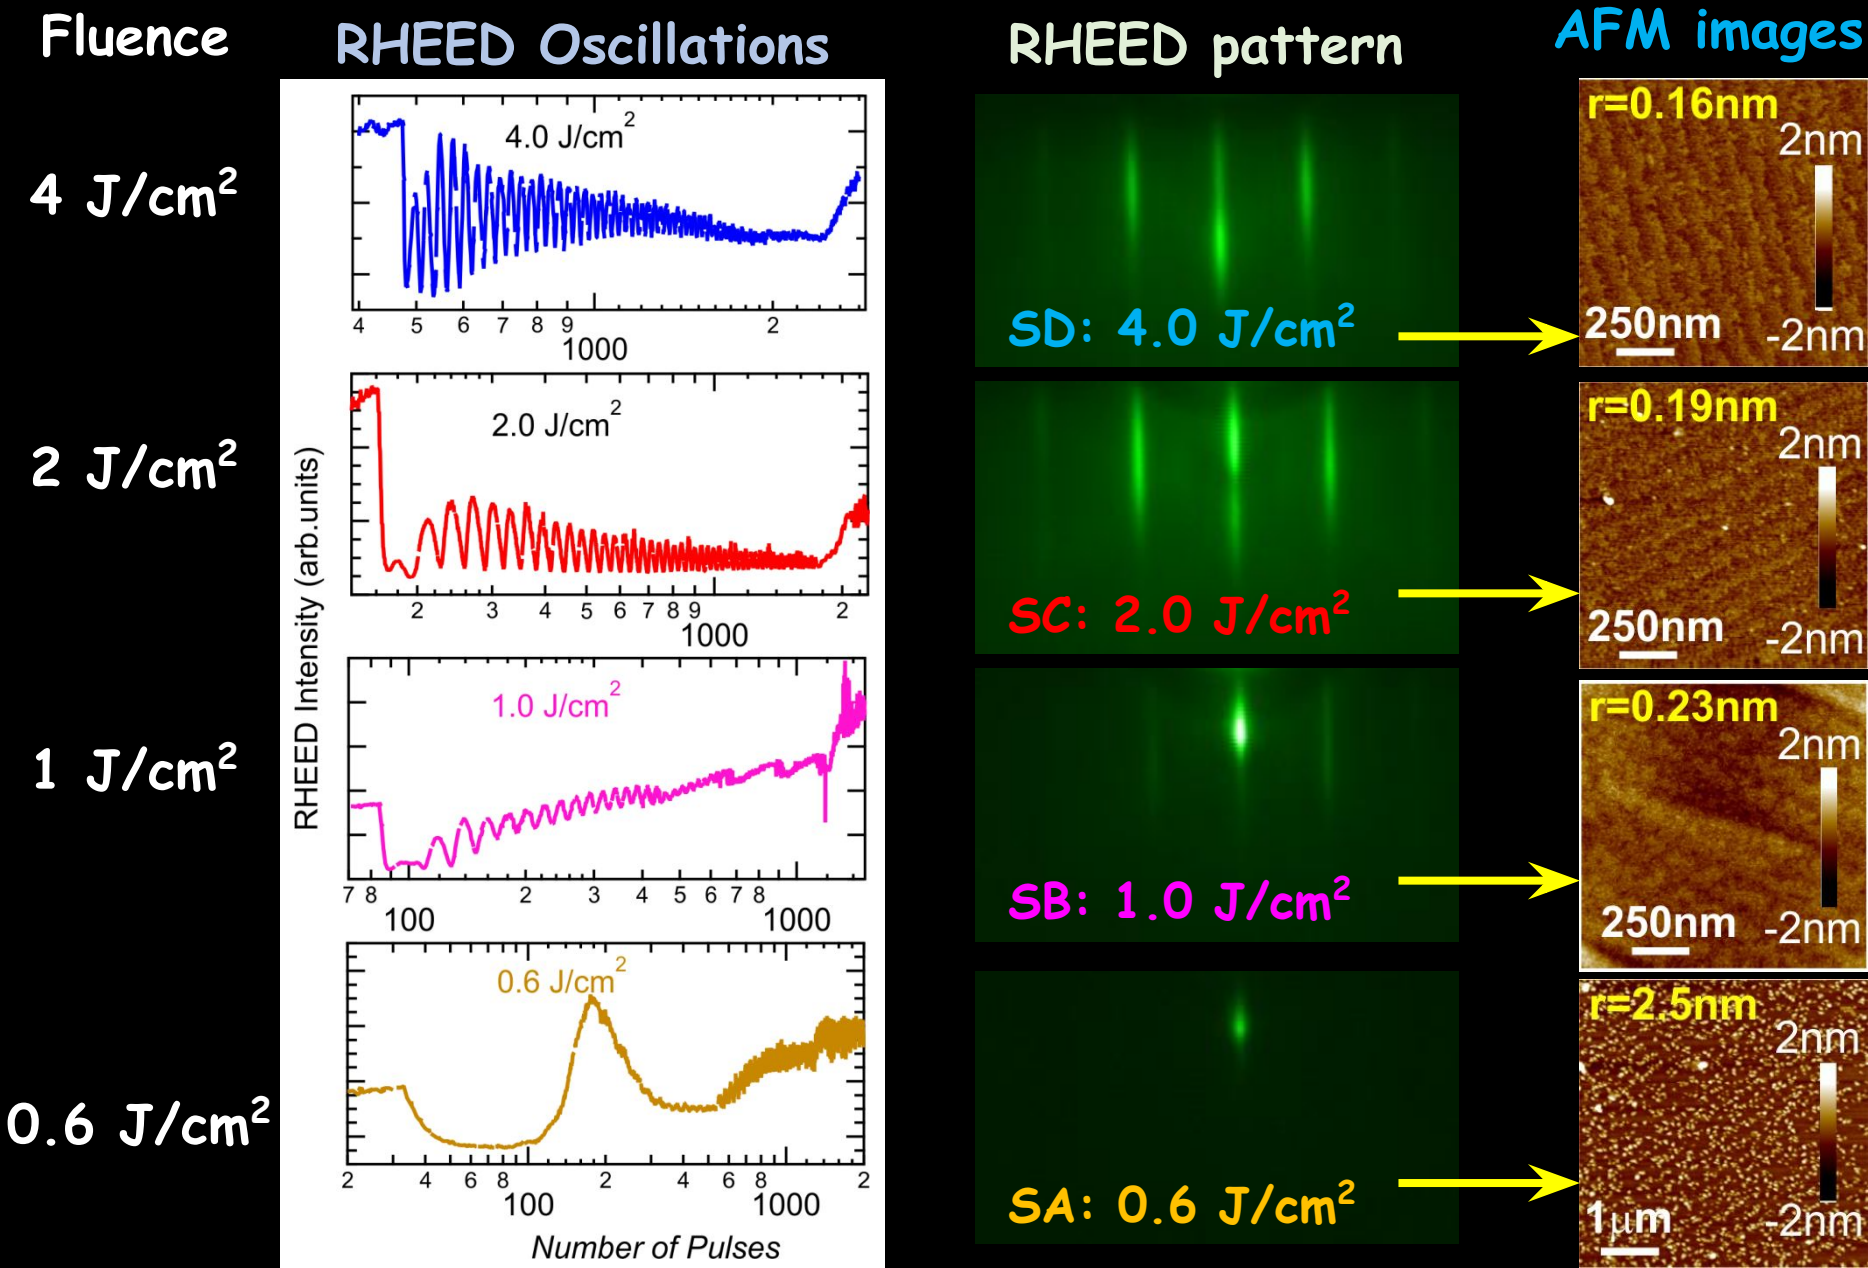 Fluence
RHEED Oscillations
RHEED pattern
AFM images
4 J/cm²
2 J/cm²
1 J/cm²
0.6 J/cm²
RHEED Intensity (arb.units)
4.0 J/cm²
4 5 6 7 8 9 2
1000
2.0 J/cm²
2 3 4 5 6 7 8 9 2
1000
1.0 J/cm²
7 8 2 3 4 5 6 7 8
100 1000
0.6 J/cm²
2 4 6 8 2 4 6 8 2
100 1000
Number of Pulses
SD: 4.0 J/cm²
SC: 2.0 J/cm²
SB: 1.0 J/cm²
SA: 0.6 J/cm²
r=0.16nm
2nm
250nm
-2nm
r=0.19nm
2nm
250nm
-2nm
r=0.23nm
2nm
250nm
-2nm
r=2.5nm
2nm
1μm
-2nm